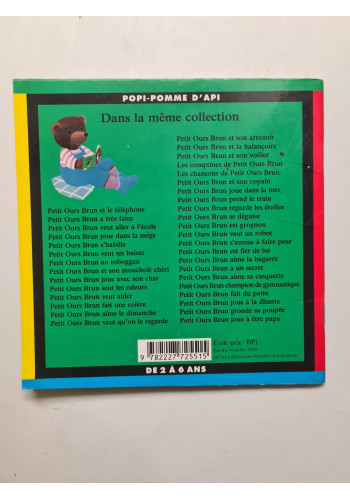 POPI-POMME D'API
Dans la même collection
Petit Ours Brun et le téléphone
Petit Ours Brun a très faim
Petit Ours Brun veut aller à l'école
Petit Ours Brun joue dans la neige
Petit Ours Brun s'habille
Petit Ours Brun veut un baiser
Petit Ours Brun au toboggan
Petit Ours Brun et son mouchoir chéri
Petit Ours Brun joue avec son chat
Petit Ours Brun sent les odeurs
Petit Ours Brun veut aider
Petit Ours Brun fait une colère
Petit Ours Brun aime le dimanche
Petit Ours Brun veut qu'on le regarde
Petit Ours Brun et son arrosoir
Petit Ours Brun et la balançoire
Petit Ours Brun et son voilier
Les comptines de Petit Ours Brun
Les chansons de Petit Ours Brun
Petit Ours Brun et son copain
Petit Ours Brun joue dans la mer
Petit Ours Brun prend le train
Petit Ours Brun regarde les étoiles
Petit Ours Brun se déguise
Petit Ours Brun est grognon
Petit Ours Brun veut un robot
Petit Ours Brun s'amuse à faire peur
Petit Ours Brun est fier de lui
Petit Ours Brun aime la bagarre
Petit Ours Brun a un secret
Petit Ours Brun aime sa casquette
Petit Ours Brun champion de gymnastique
Petit Ours Brun fait du patin
Petit Ours Brun joue à la dînette
Petit Ours Brun gronde sa poupée
Petit Ours Brun joue à être papa
9 782227 725515
Code prix : BP1
DE 2 À 6 ANS